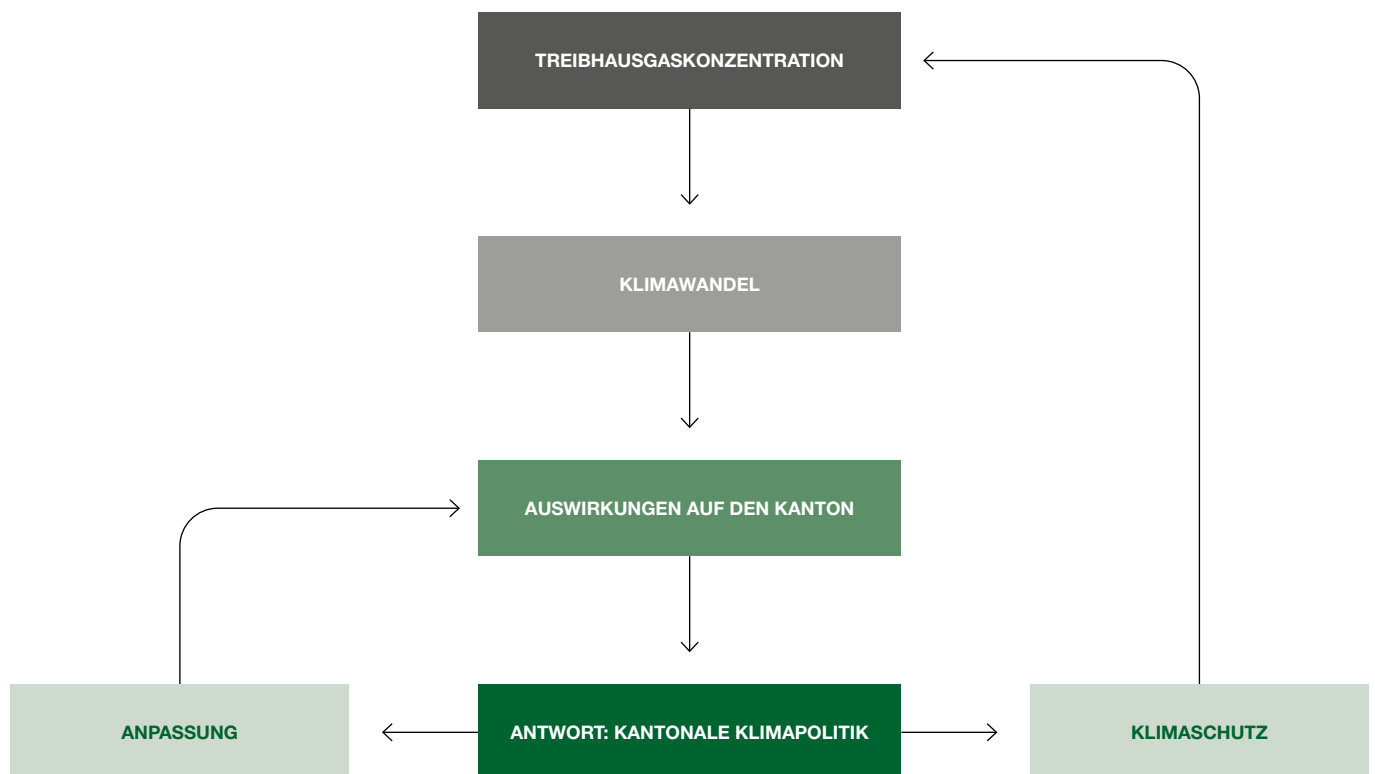 TREIBHAUSGASKONZENTRATION
KLIMAWANDEL
AUSWIRKUNGEN AUF DEN KANTON
ANPASSUNG
ANTWORT: KANTONALE KLIMAPOLITIK
KLIMASCHUTZ